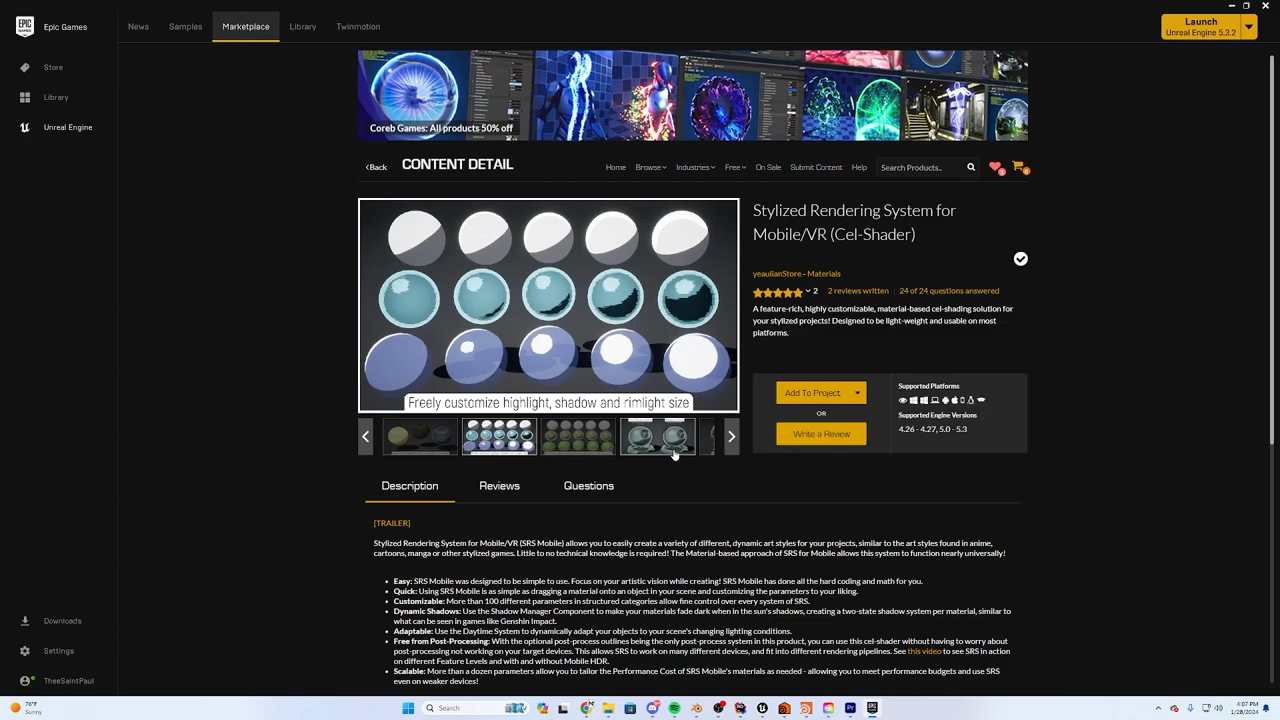 EPIC GAMES
Epic Games
News
Samples
Marketplace
Library
Twinmotion
Launch
Unreal Engine 5.3.2
Store
Library
Unreal Engine
Coreb Games: All products 50% off
‹Back
CONTENT DETAIL
Home
Browse
Industries
Free
On Sale
Submit Content
Help
Search Products..
Stylized Rendering System for
Mobile/VR (Cel-Shader)
yeaulianStore - Materials
2
2 reviews written
24 of 24 questions answered
A feature-rich, highly customizable, material-based cel-shading solution for
your stylized projects! Designed to be light-weight and usable on most
platforms.
Freely customize highlight, shadow and rimlight size
Add To Project
OR
Write a Review
Supported Platforms
Supported Engine Versions
4.26 - 4.27, 5.0 - 5.3
Description
Reviews
Questions
[TRAILER]
Stylized Rendering System for Mobile/VR (SRS Mobile) allows you to easily create a variety of different, dynamic art styles for your projects, similar to the art styles found in anime,
cartoons, manga or other stylized games. Little to no technical knowledge is required! The Material-based approach of SRS for Mobile allows this system to function nearly universally!
Easy: SRS Mobile was designed to be simple to use. Focus on your artistic vision while creating! SRS Mobile has done all the hard coding and math for you.
Quick: Using SRS Mobile is as simple as dragging a material onto an object in your scene and customizing the parameters to your liking.
Customizable: More than 100 different parameters in structured categories allow fine control over every system of SRS.
Dynamic Shadows: Use the Shadow Manager Component to make your materials fade dark when in the sun's shadows, creating a two-state shadow system per material, similar to
what can be seen in games like Genshin Impact.
Adaptable: Use the Daytime System to dynamically adapt your objects to your scene's changing lighting conditions.
Free from Post-Processing: With the optional post-process outlines being the only post-process system in this product, you can use this cel-shader without having to worry about
post-processing not working on your target devices. This allows SRS to work on many different devices, and fit into different rendering pipelines. See this video to see SRS in action
on different Feature Levels and with and without Mobile HDR.
Scalable: More than a dozen parameters allow you to tailor the Performance Cost of SRS Mobile's materials as needed - allowing you to meet performance budgets and use SRS
even on weaker devices!
Downloads
Settings
TheeSaintPaul
76°F
Sunny
Search
4:07 PM
1/28/2024